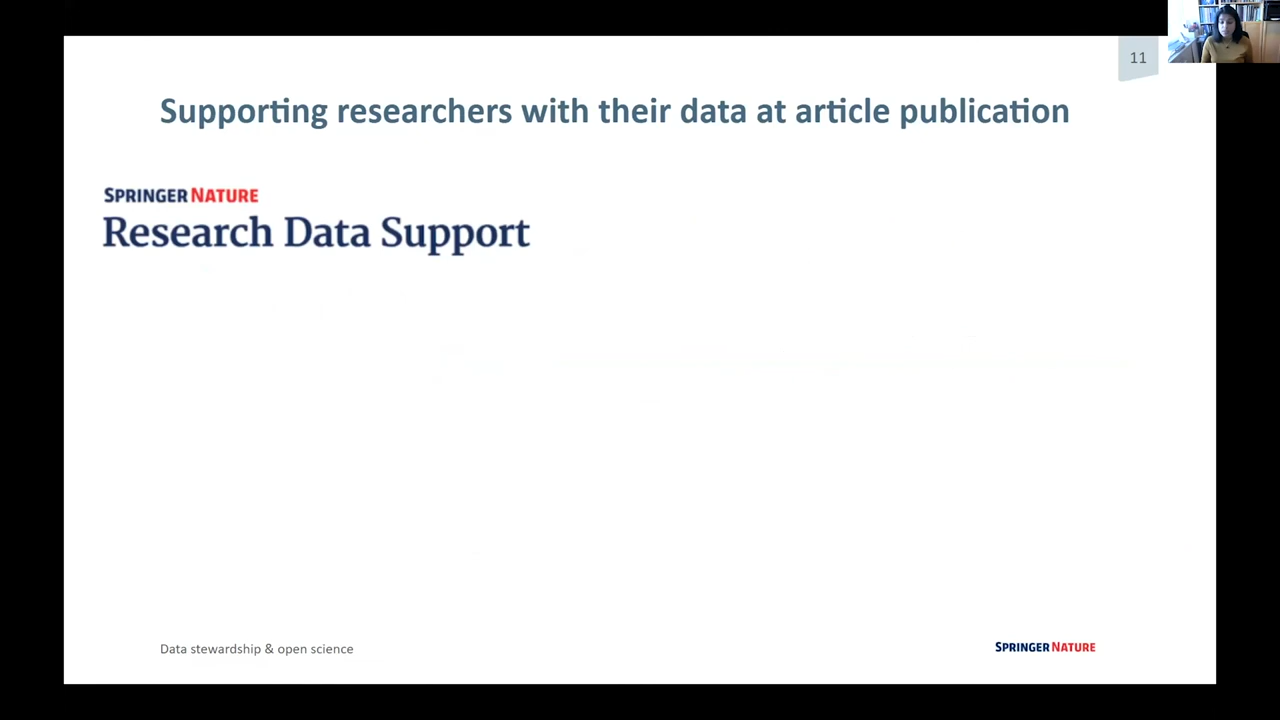 11
Supporting researchers with their data at article publication
SPRINGER NATURE
Research Data Support
Data stewardship & open science
SPRINGER NATURE